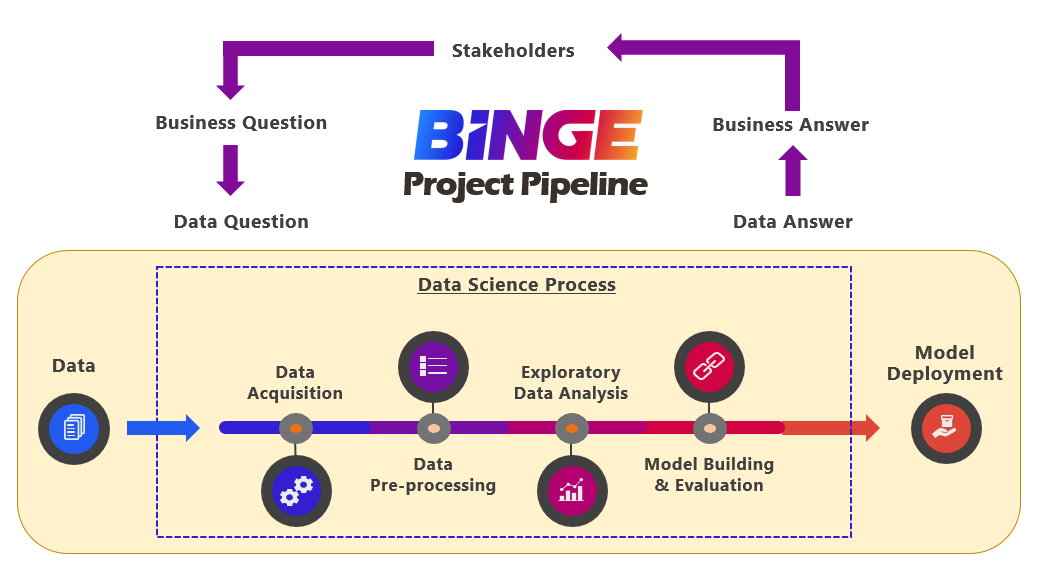 Stakeholders
Business Question
Business Answer
BiNGE
Project Pipeline
Data Question
Data Answer
Data Science Process
Data
Data
Acquisition
Data
Pre-processing
Exploratory
Data Analysis
Model Building
& Evaluation
Model
Deployment